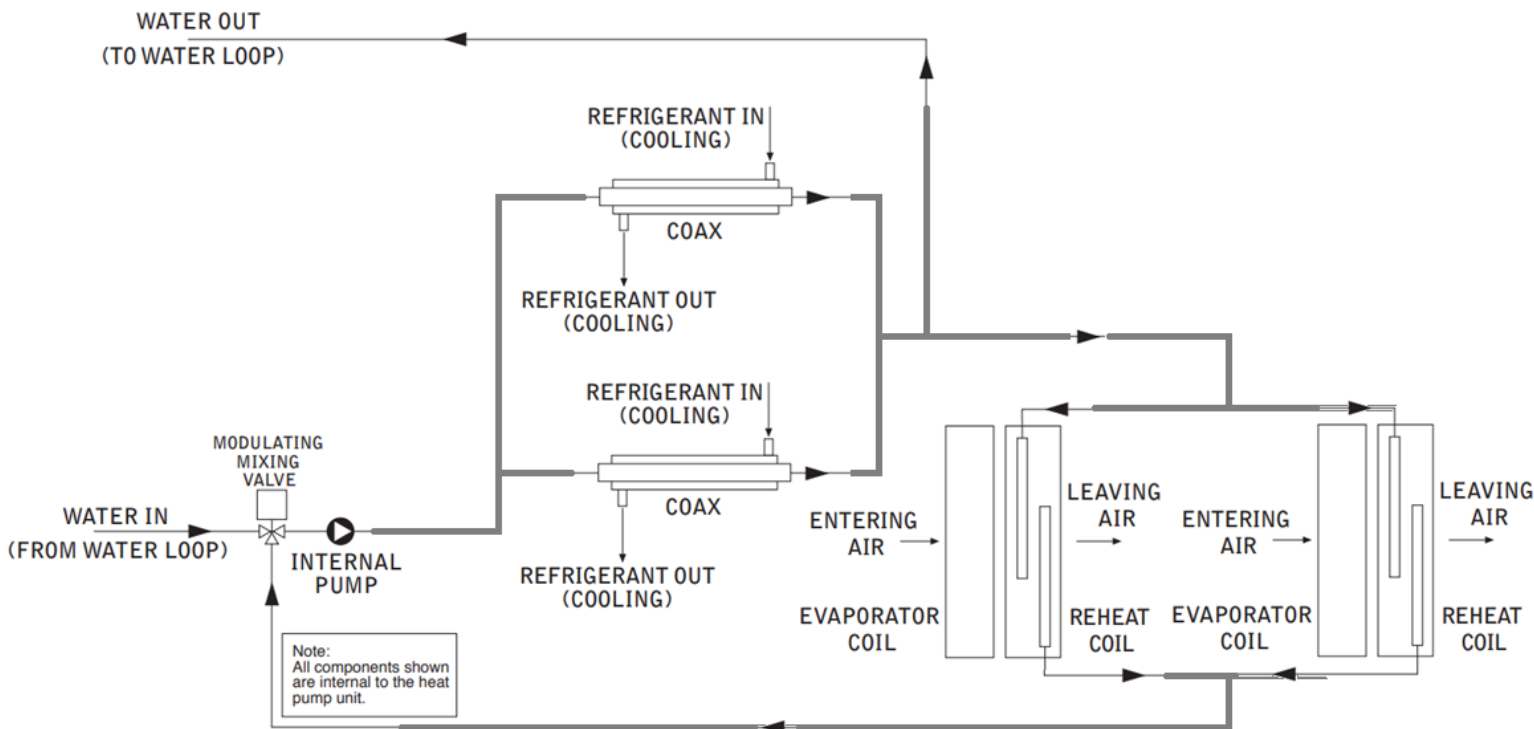 WATER OUT
(TO WATER LOOP)
REFRIGERANT IN
(COOLING)
COAX
REFRIGERANT OUT
(COOLING)
REFRIGERANT IN
(COOLING)
COAX
REFRIGERANT OUT
(COOLING)
MODULATING
MIXING
VALVE
WATER IN
(FROM WATER LOOP)
INTERNAL
PUMP
Note:
All components shown
are internal to the heat
pump unit.
ENTERING
AIR
LEAVING
AIR
EVAPORATOR
COIL
REHEAT
COIL
ENTERING
AIR
LEAVING
AIR
EVAPORATOR
COIL
REHEAT
COIL